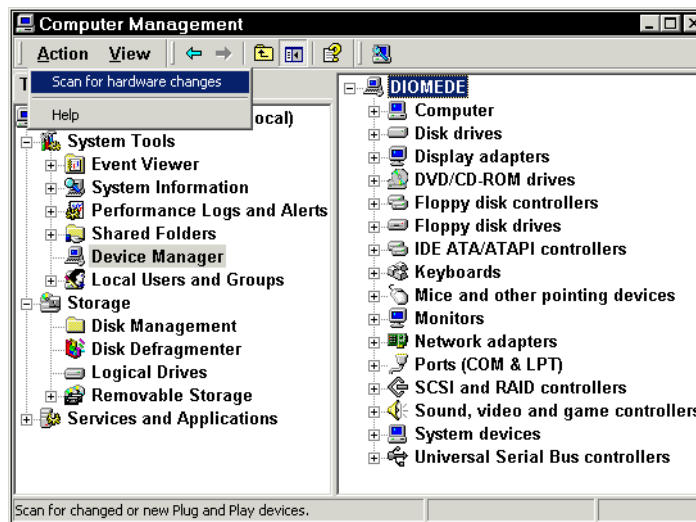 Computer Management
Action View
Scan for hardware changes
Help
T
ocal)
System Tools
Event Viewer
System Information
Performance Logs and Alerts
Shared Folders
Device Manager
Local Users and Groups
Storage
Disk Management
Disk Defragmenter
Logical Drives
Removable Storage
Services and Applications
DIOMEDE
Computer
Disk drives
Display adapters
DVD/CD-ROM drives
Floppy disk controllers
Floppy disk drives
IDE ATA/ATAPI controllers
Keyboards
Mice and other pointing devices
Monitors
Network adapters
Ports (COM & LPT)
SCSI and RAID controllers
Sound, video and game controllers
System devices
Universal Serial Bus controllers
Scan for changed or new Plug and Play devices.